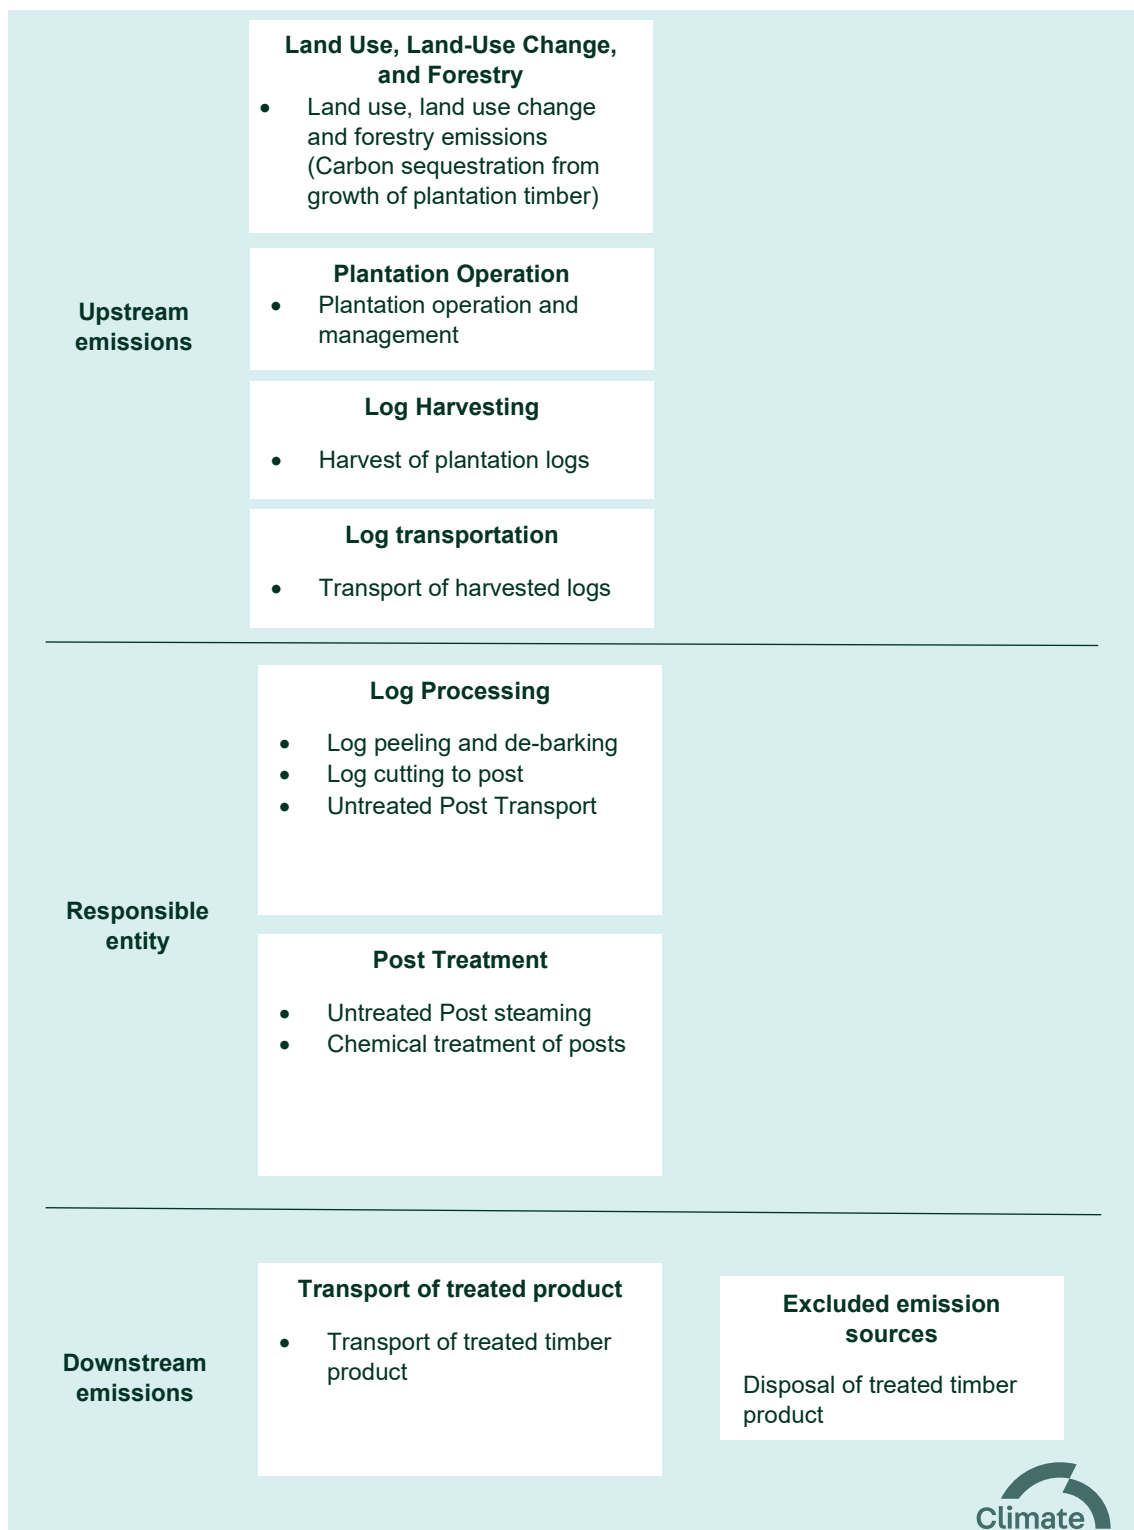 Land Use, Land-Use Change,
and Forestry
• Land use, land use change
and forestry emissions
(Carbon sequestration from
growth of plantation timber)
Upstream
emissions
Plantation Operation
• Plantation operation and
management
Log Harvesting
• Harvest of plantation logs
Log transportation
• Transport of harvested logs
Responsible
entity
Log Processing
• Log peeling and de-barking
• Log cutting to post
• Untreated Post Transport
Post Treatment
• Untreated Post steaming
• Chemical treatment of posts
Downstream
emissions
Transport of treated product
• Transport of treated timber
product
Excluded emission
sources
Disposal of treated timber
product
Climate